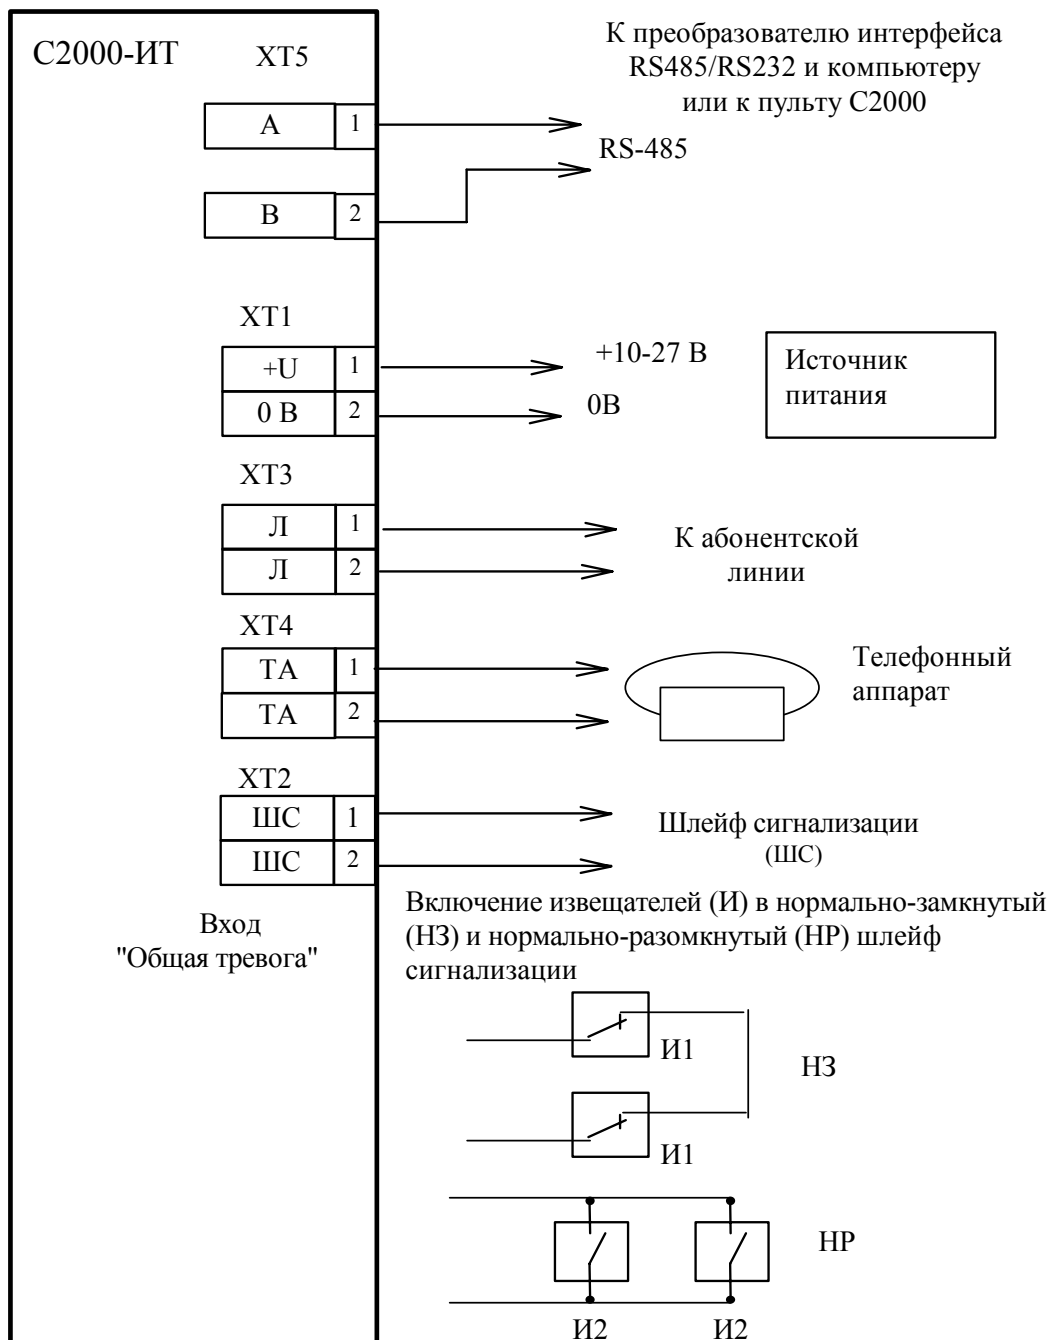 С2000-ИТ
ХТ5
К преобразователю интерфейса
RS485/RS232 и компьютеру
или к пульту С2000
А
1
RS-485
В
2
ХТ1
+U
1
+10-27 В
0 В
2
0В
Источник
питания
ХТ3
Л
1
Л
2
К абонентской
линии
ХТ4
ТА
1
ТА
2
Телефонный
аппарат
ХТ2
ШС
1
ШС
2
Шлейф сигнализации
(ШС)
Вход
"Общая тревога"
Включение извещателей (И) в нормально-замкнутый
(НЗ) и нормально-разомкнутый (НР) шлейф
сигнализации
И1
НЗ
И1
НР
И2
И2